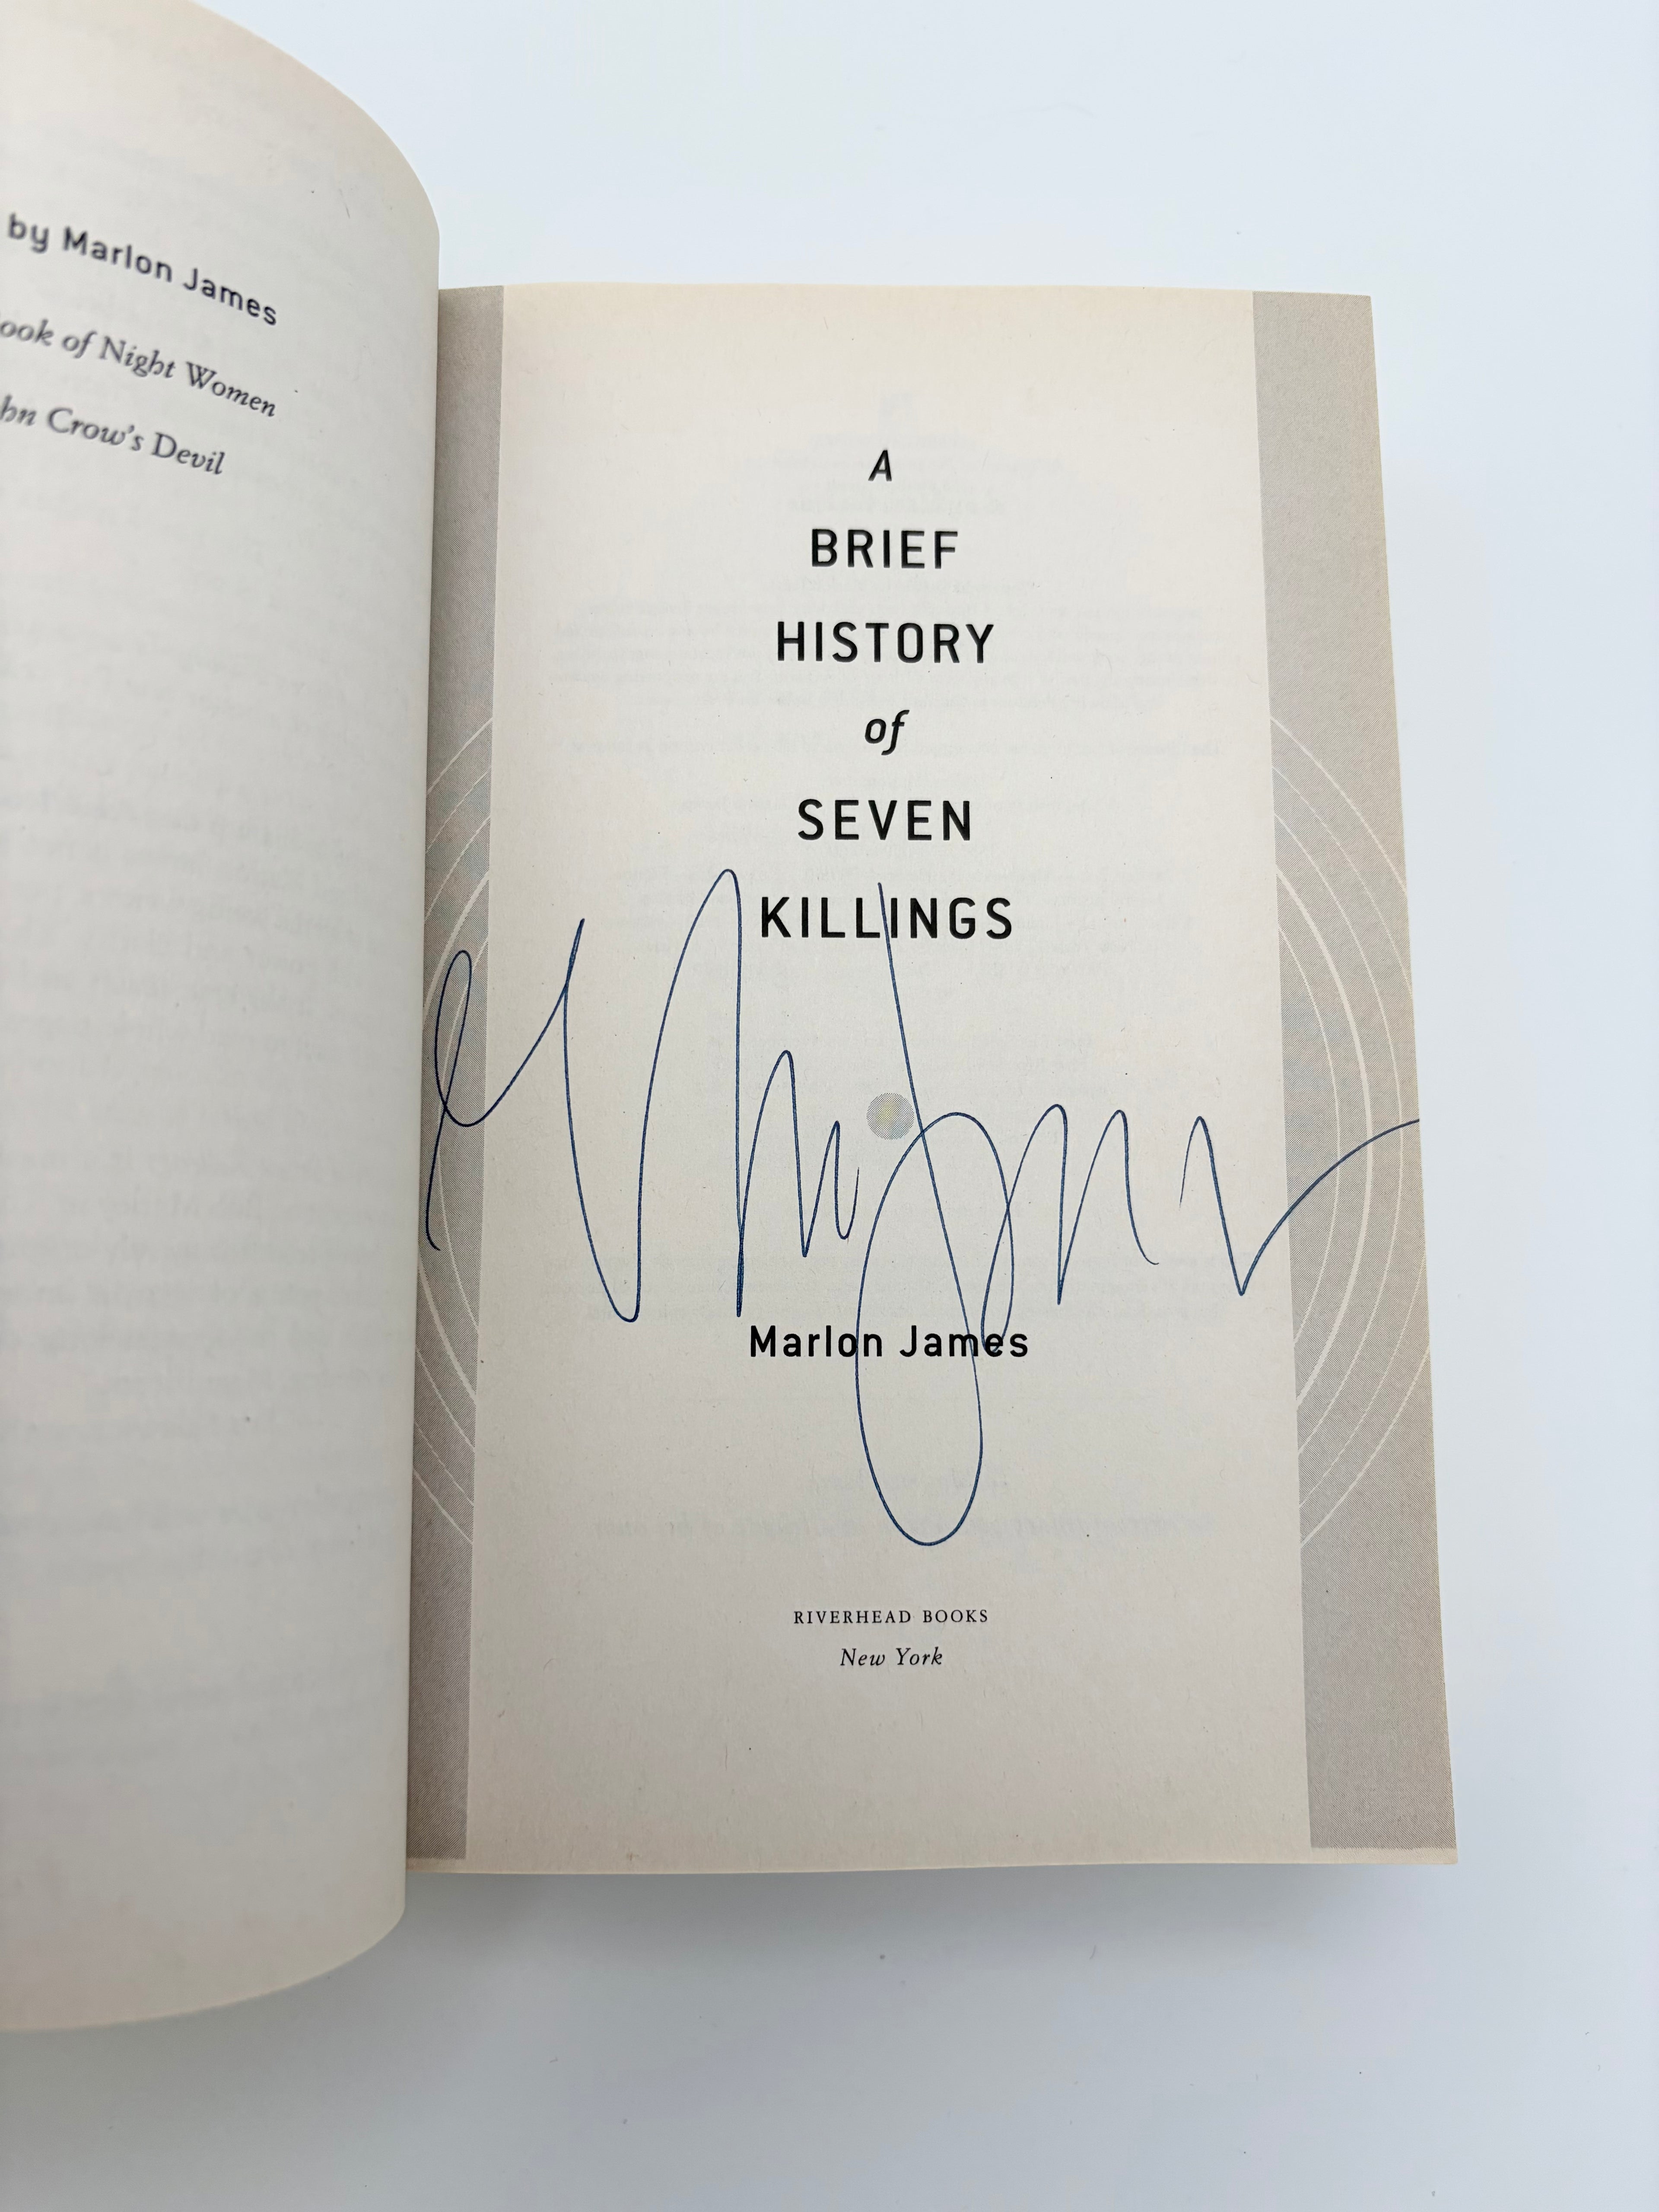 by Marlon James
ook of Night Women
hn Crow's Devil
A
BRIEF
HISTORY
of
SEVEN
KILLINGS
Marlon James
RIVERHEAD BOOKS
New York